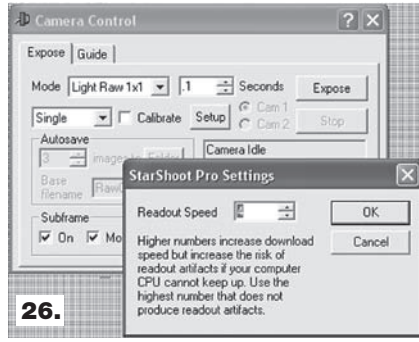 Camera Control
Expose Guide
Mode Light Raw 1x1 .1 Seconds Expose
Single Calibrate Setup Cam 1 Stop
Cam 2
Autosave
3 images to Folder Camera Idle
Base
filename
Subframe
On Mo
StarShoot Pro Settings
Readout Speed OK
Cancel
Higher numbers increase download
speed but increase the risk of
readout artifacts if your computer
CPU cannot keep up. Use the
highest number that does not
produce readout artifacts.
26.